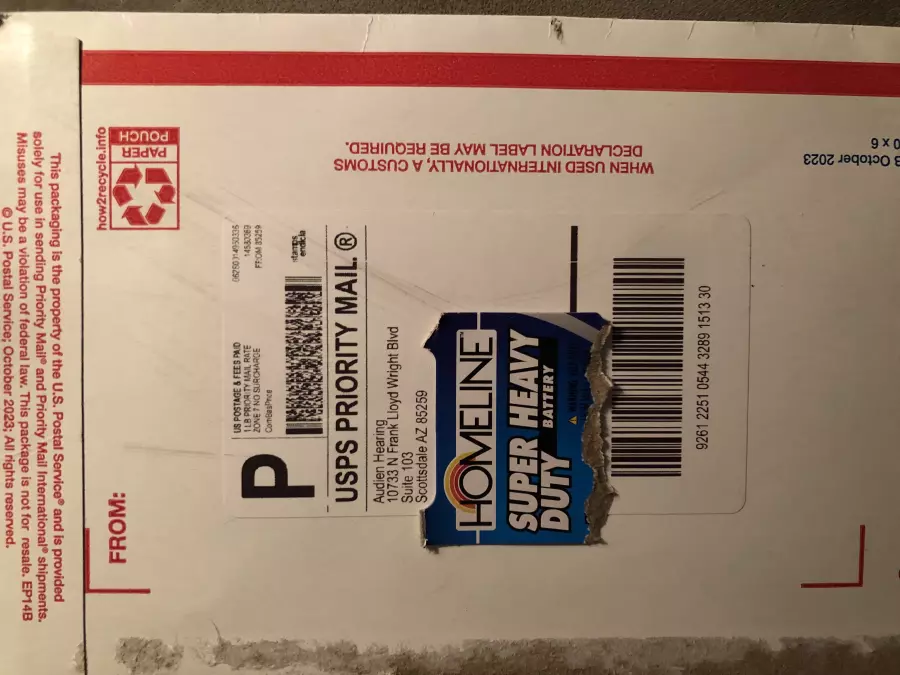 This packaging is the property of the U.S. Postal Service® and is provided
solely for use in sending Priority Mail® and Priority Mail International® shipments.
Misuses may be a violation of federal law. This package is not for resale. EP14B
© U.S. Postal Service; October 2023; All rights reserved.
how2recycle.info
PAPER
POUCH
FROM:
WHEN USED INTERNATIONALLY, A CUSTOMS
DECLARATION LABEL MAY BE REQUIRED.
October 2023
0 x 6
P
US POSTAGE & FEES PAID
1 LB PRIORITY MAIL RATE
ZONE 7 NO SURCHARGE
ComBasPrice
FROM 85259
stamps
endicia
USPS PRIORITY MAIL ®
Audien Hearing
10733 N Frank Lloyd Wright Blvd
Suite 103
Scottsdale AZ 85259
HOMELINE
SUPER HEAVY
DUTY BATTERY
9261 2251 0544 3289 1513 30